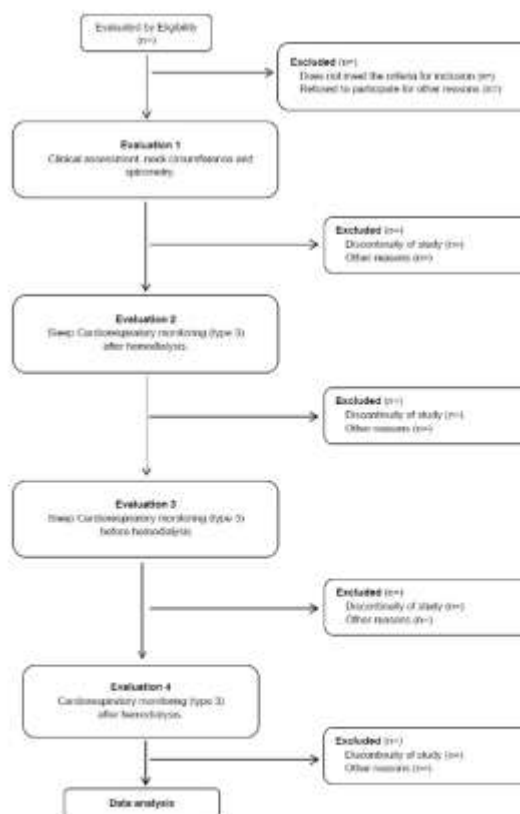 Evaluated by Eligibility
(n=)
Excluded (n=)
Does not meet the criteria for inclusion (n=)
Refused to participate for other reasons (n=)
Evaluation 1
Clinical assessment, neck circumference and
spirometry.
Excluded (n=)
Discontinuity of study (n=)
Other reasons (n=)
Evaluation 2
Sleep Cardiorespiratory monitoring (type 3)
after hemodialysis.
Excluded (n=)
Discontinuity of study (n=)
Other reasons (n=)
Evaluation 3
Sleep Cardiorespiratory monitoring (type 3)
before hemodialysis
Excluded (n=)
Discontinuity of study (n=)
Other reasons (n=)
Evaluation 4
Cardiorespiratory monitoring (type 3)
after hemodialysis.
Excluded (n=)
Discontinuity of study (n=)
Other reasons (n=)
Data analysis